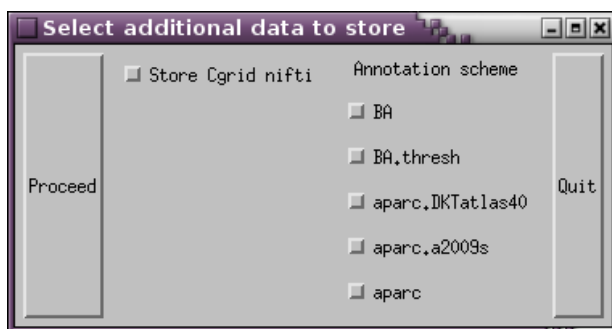 Select additional data to store
Store Cgrid nifti
Annotation scheme
BA
BA.thresh
Proceed
aparc.DKTatlas40
Quit
aparc.a2009s
aparc